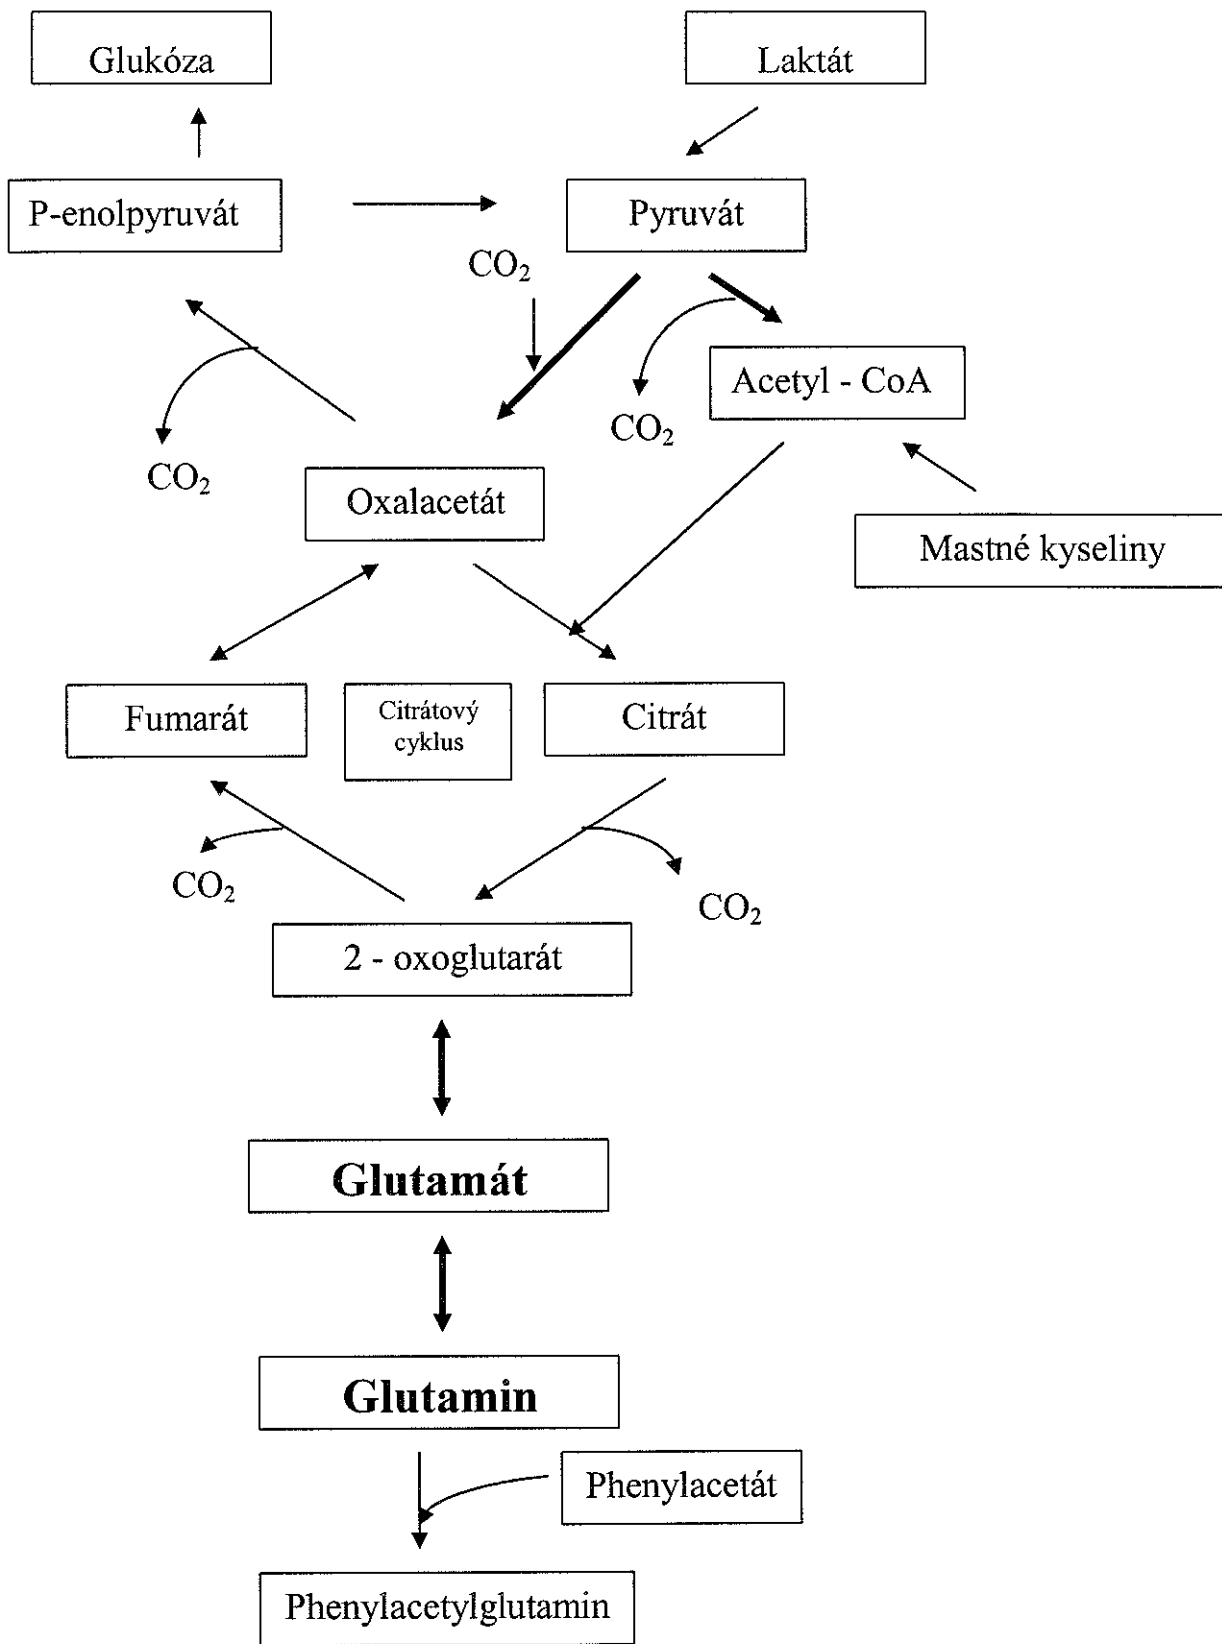 Glukóza
Laktát
P-enolpyruvát
Pyruvát
CO₂
Acetyl - CoA
CO₂
CO₂
Oxalacetát
Mastné kyseliny
Fumarát
Citrátový
cyklus
Citrát
CO₂
CO₂
2 - oxoglutarát
Glutamát
Glutamin
Phenylacetát
Phenylacetylglutamin